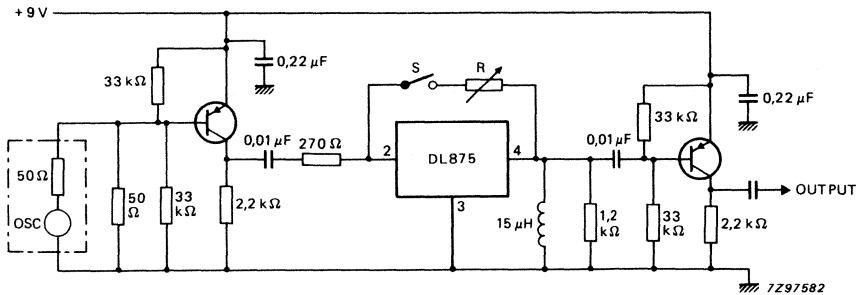 +9 V
0,22 µF
33 kΩ
S
R
33 kΩ
0,22 µF
0,01 µF
270 Ω
2
DL875
4
0,01 µF
50 Ω
OSC
50
Ω
33
kΩ
2,2 kΩ
3
15 µH
1,2
kΩ
33
kΩ
2,2 kΩ
OUTPUT
7Z97582